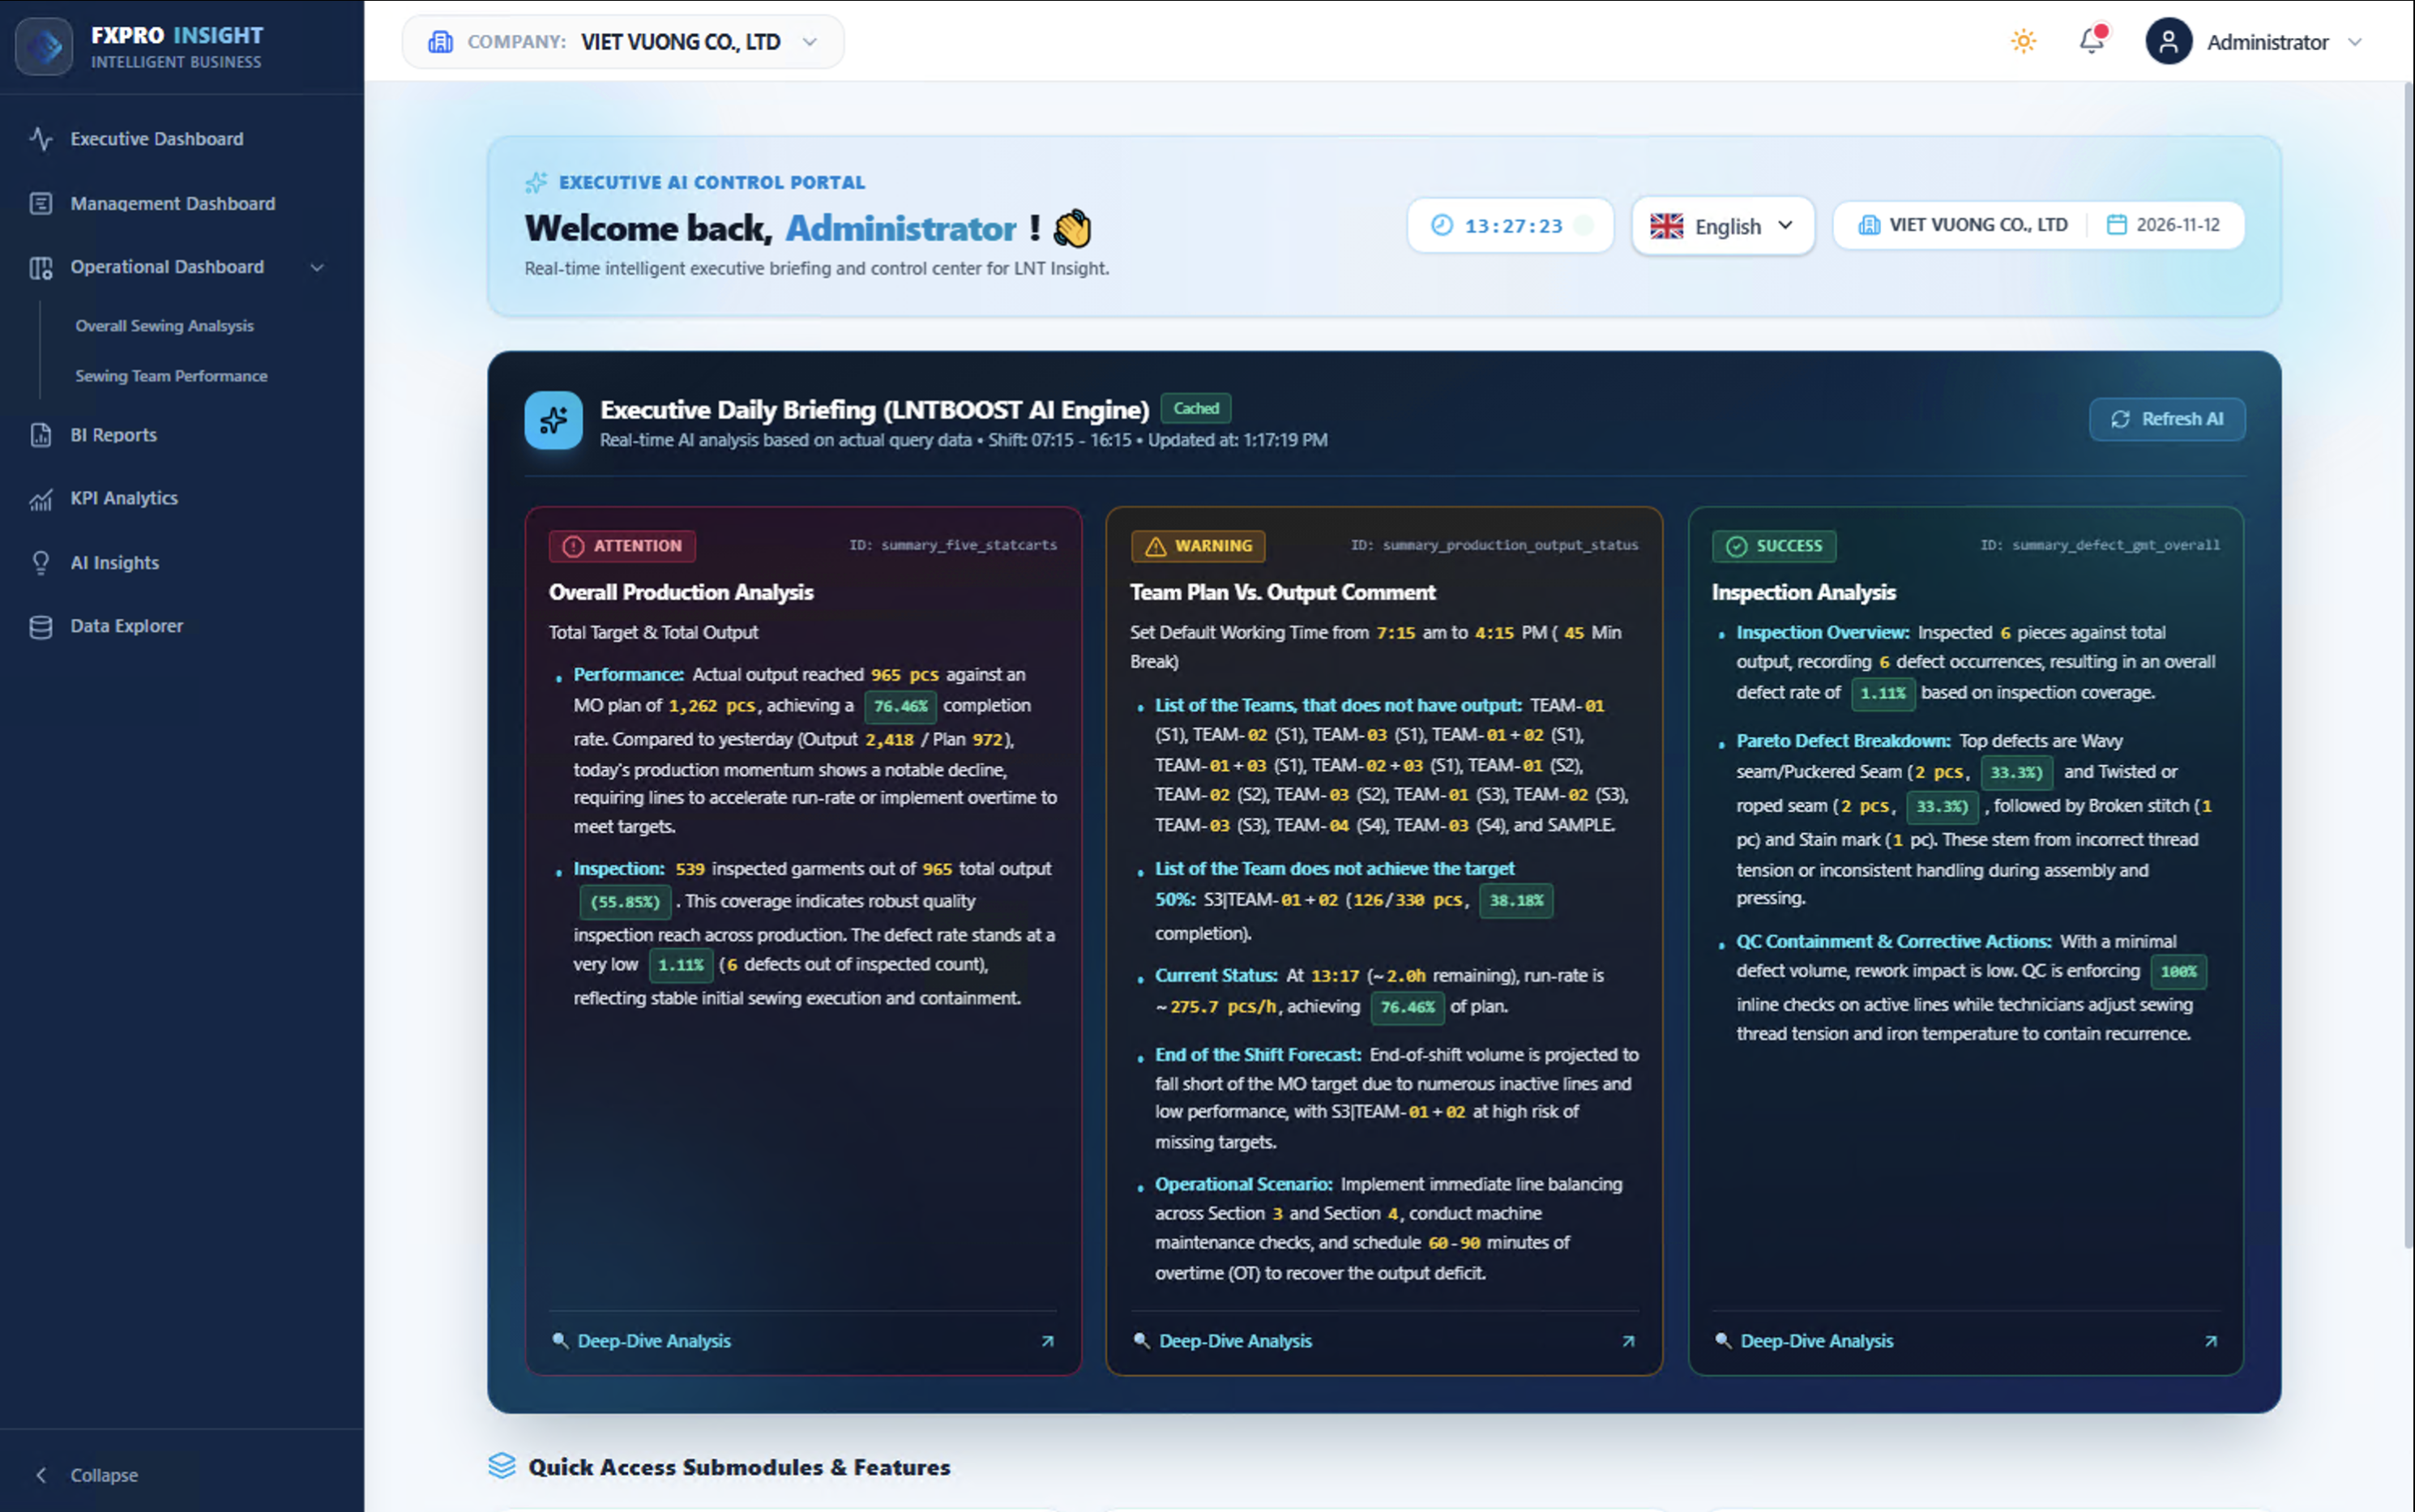 FXPRO INSIGHT
INTELLIGENT BUSINESS
Executive Dashboard
Management Dashboard
Operational Dashboard
Overall Sewing Analsysis
Sewing Team Performance
BI Reports
KPI Analytics
AI Insights
Data Explorer
Collapse
COMPANY: VIET VUONG CO., LTD
Administrator
EXECUTIVE AI CONTROL PORTAL
Welcome back, Administrator ! 👋
Real-time intelligent executive briefing and control center for LNT Insight.
13:27:23
English
VIET VUONG CO., LTD
2026-11-12
Executive Daily Briefing (LNTBOOST AI Engine) Cached
Real-time AI analysis based on actual query data • Shift: 07:15 - 16:15 • Updated at: 1:17:19 PM
Refresh AI
ATTENTION
ID: summary_five_statcarts
Overall Production Analysis
Total Target & Total Output
• Performance: Actual output reached 965 pcs against an
MO plan of 1,262 pcs, achieving a 76.46% completion
rate. Compared to yesterday (Output 2,418 / Plan 972),
today's production momentum shows a notable decline,
requiring lines to accelerate run-rate or implement overtime to
meet targets.
• Inspection: 539 inspected garments out of 965 total output
(55.85%) . This coverage indicates robust quality
inspection reach across production. The defect rate stands at a
very low 1.11% (6 defects out of inspected count),
reflecting stable initial sewing execution and containment.
Deep-Dive Analysis
WARNING
ID: summary_production_output_status
Team Plan Vs. Output Comment
Set Default Working Time from 7:15 am to 4:15 PM ( 45 Min
Break)
• List of the Teams, that does not have output: TEAM-01
(S1), TEAM-02 (S1), TEAM-03 (S1), TEAM-01+02 (S1),
TEAM-01+03 (S1), TEAM-02+03 (S1), TEAM-01 (S2),
TEAM-02 (S2), TEAM-03 (S2), TEAM-01 (S3), TEAM-02 (S3),
TEAM-03 (S3), TEAM-04 (S4), TEAM-03 (S4), and SAMPLE.
• List of the Team does not achieve the target
50%: S3|TEAM-01+02 (126/330 pcs, 38.18%
completion).
• Current Status: At 13:17 (~2.0h remaining), run-rate is
~275.7 pcs/h, achieving 76.46% of plan.
• End of the Shift Forecast: End-of-shift volume is projected to
fall short of the MO target due to numerous inactive lines and
low performance, with S3|TEAM-01+02 at high risk of
missing targets.
• Operational Scenario: Implement immediate line balancing
across Section 3 and Section 4, conduct machine
maintenance checks, and schedule 60-90 minutes of
overtime (OT) to recover the output deficit.
Deep-Dive Analysis
SUCCESS
ID: summary_defect_gmt_overall
Inspection Analysis
• Inspection Overview: Inspected 6 pieces against total
output, recording 6 defect occurrences, resulting in an overall
defect rate of 1.11% based on inspection coverage.
• Pareto Defect Breakdown: Top defects are Wavy
seam/Puckered Seam (2 pcs, 33.3%) and Twisted or
roped seam (2 pcs, 33.3%) , followed by Broken stitch (1
pc) and Stain mark (1 pc). These stem from incorrect thread
tension or inconsistent handling during assembly and
pressing.
• QC Containment & Corrective Actions: With a minimal
defect volume, rework impact is low. QC is enforcing 100%
inline checks on active lines while technicians adjust sewing
thread tension and iron temperature to contain recurrence.
Deep-Dive Analysis
Quick Access Submodules & Features